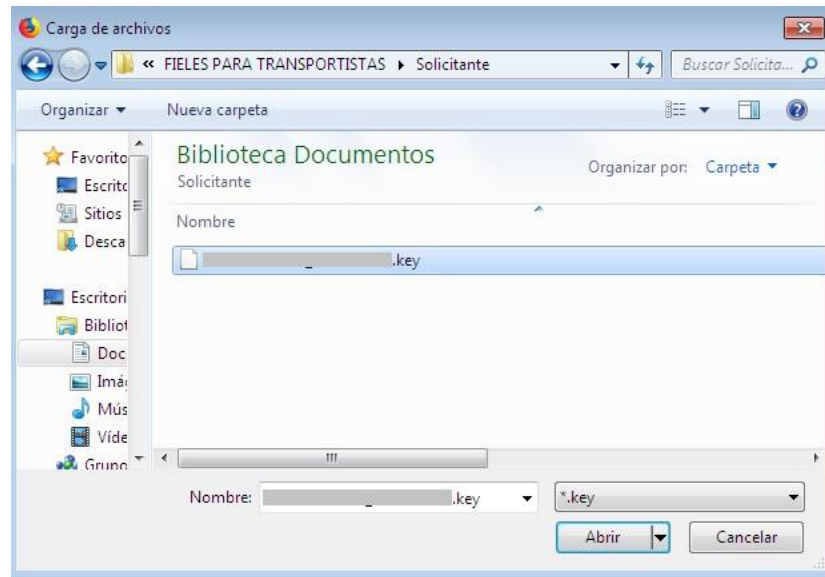 Carga de archivos
« FIELES PARA TRANSPORTISTAS ▸ Solicitante
Buscar Solicita...
Organizar
Nueva carpeta
Favorito
Escrito
Sitios
Desca
Escritori
Bibliot
Doc
Imág
Mús
Víde
Grupo
Biblioteca Documentos
Solicitante
Organizar por: Carpeta
Nombre
_ .key
Nombre: _ .key
*.key
Abrir
Cancelar